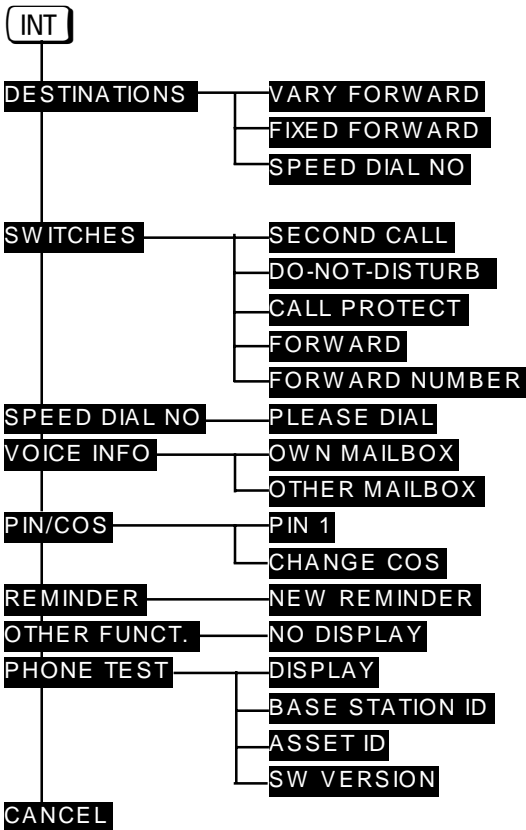 INT
DESTINATIONS VARY FORWARD
FIXED FORWARD
SPEED DIAL NO
SWITCHES SECOND CALL
DO-NOT-DISTURB
CALL PROTECT
FORWARD
FORWARD NUMBER
SPEED DIAL NO PLEASE DIAL
VOICE INFO OWN MAILBOX
OTHER MAILBOX
PIN/COS PIN 1
CHANGE COS
REMINDER NEW REMINDER
OTHER FUNCT. NO DISPLAY
PHONE TEST DISPLAY
BASE STATION ID
ASSET ID
SW VERSION
CANCEL